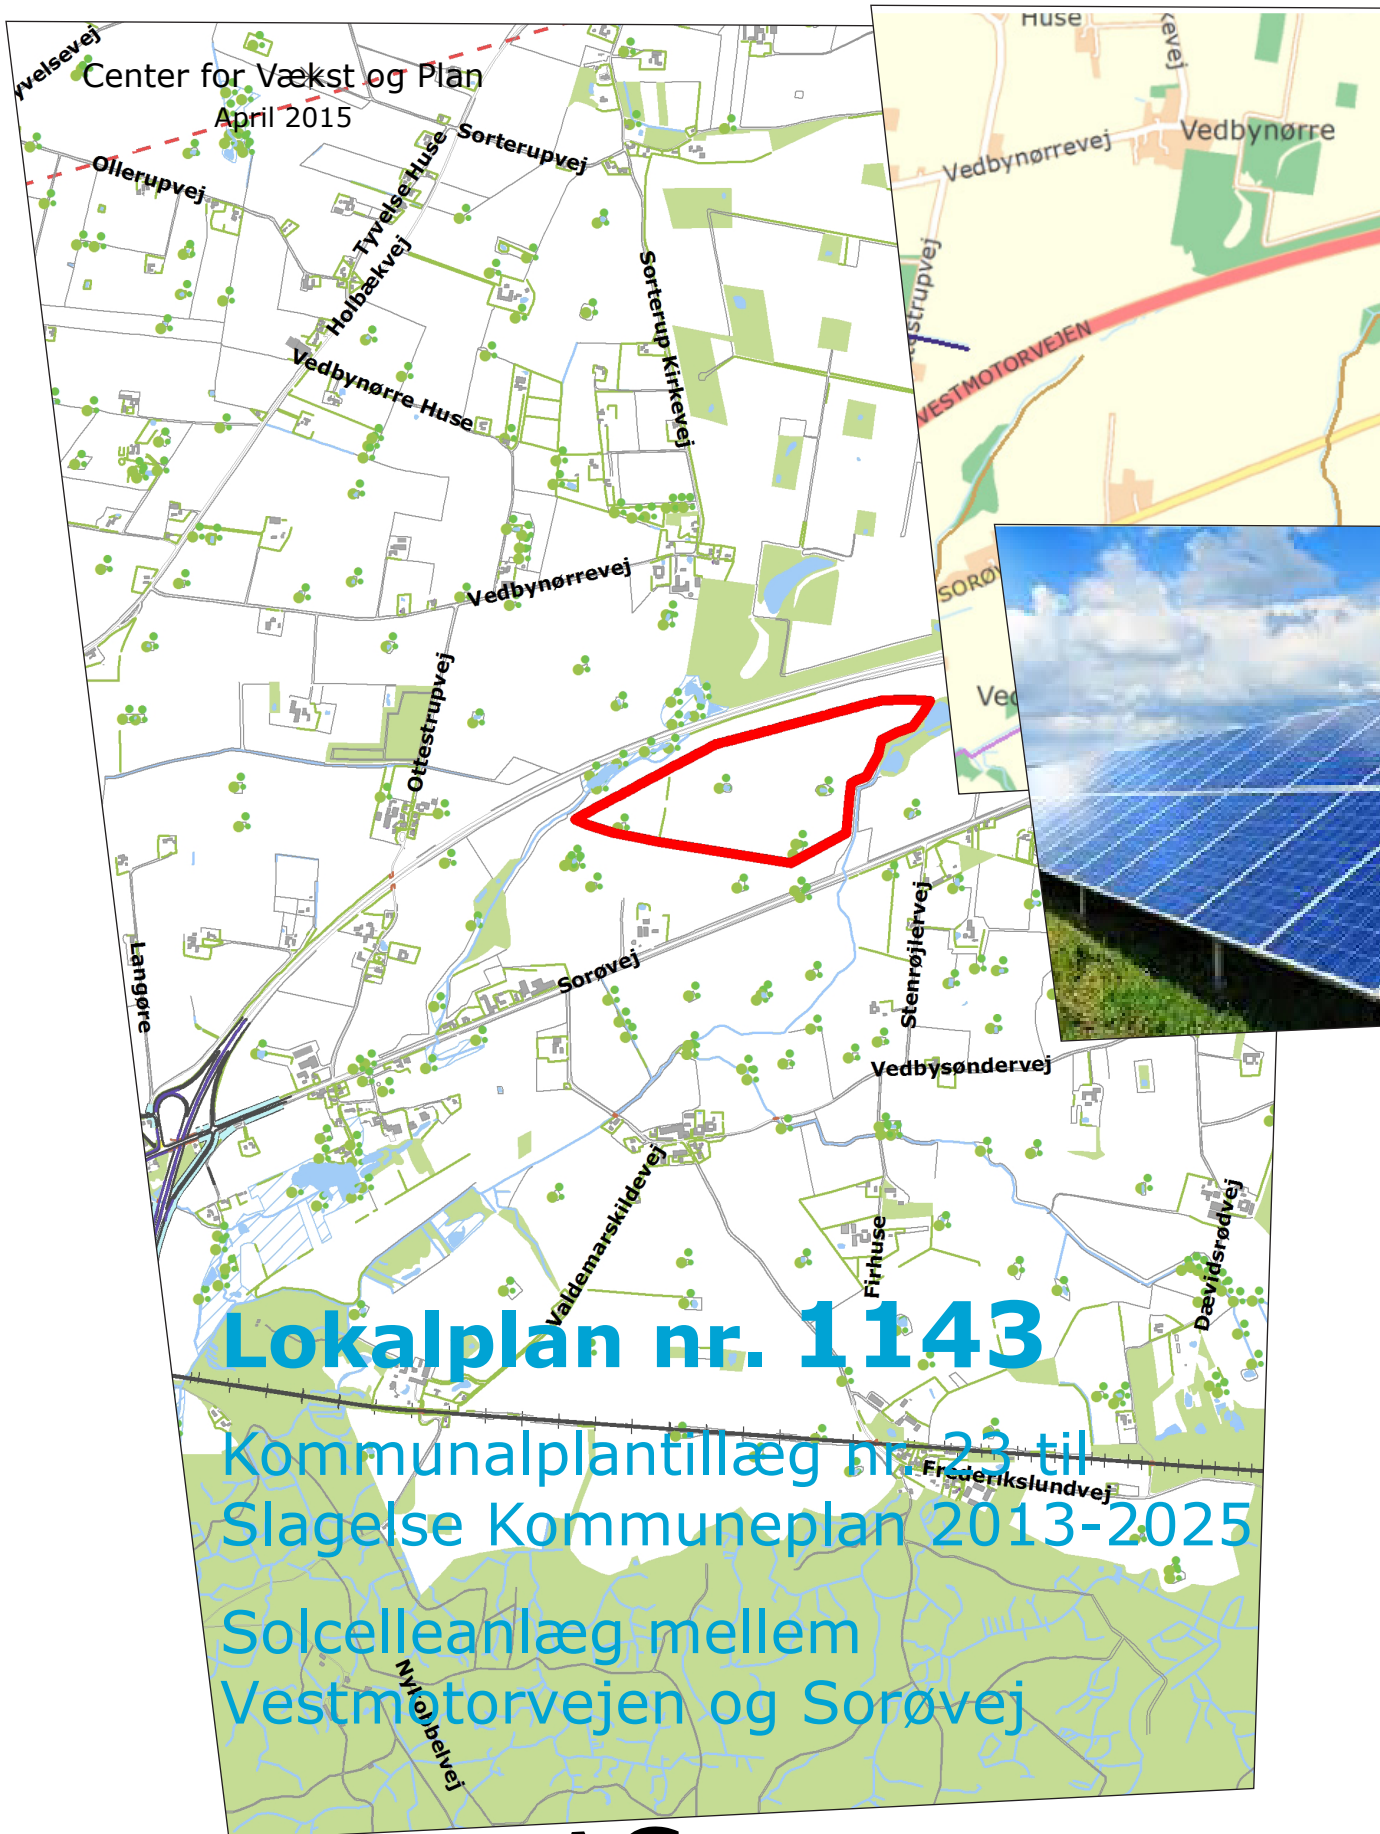 yvelsevej
Center for Vækst og Plan
April 2015
Ollerupvej
Sorterupvej
Tyvelse Huse
Holbækvej
Vedbynørre Huse
Sorterup Kirkevej
Vedbynørrevej
Ottestrupvej
Langøre
Sorøvej
Stenrøjlervej
Vedbysøndervej
Valdemarskildevej
Firhuse
Dævidsrødvej
Huse
Vedbynørre
Vedbynørrevej
VESTMOTORVEJEN
Lokalplan nr. 1143
Kommunalplantillæg nr. 23 til
Slagelse Kommuneplan 2013-2025
Frederikslundvej
Solcelleanlæg mellem
Vestmotorvejen og Sorøvej
Nykobbelvej